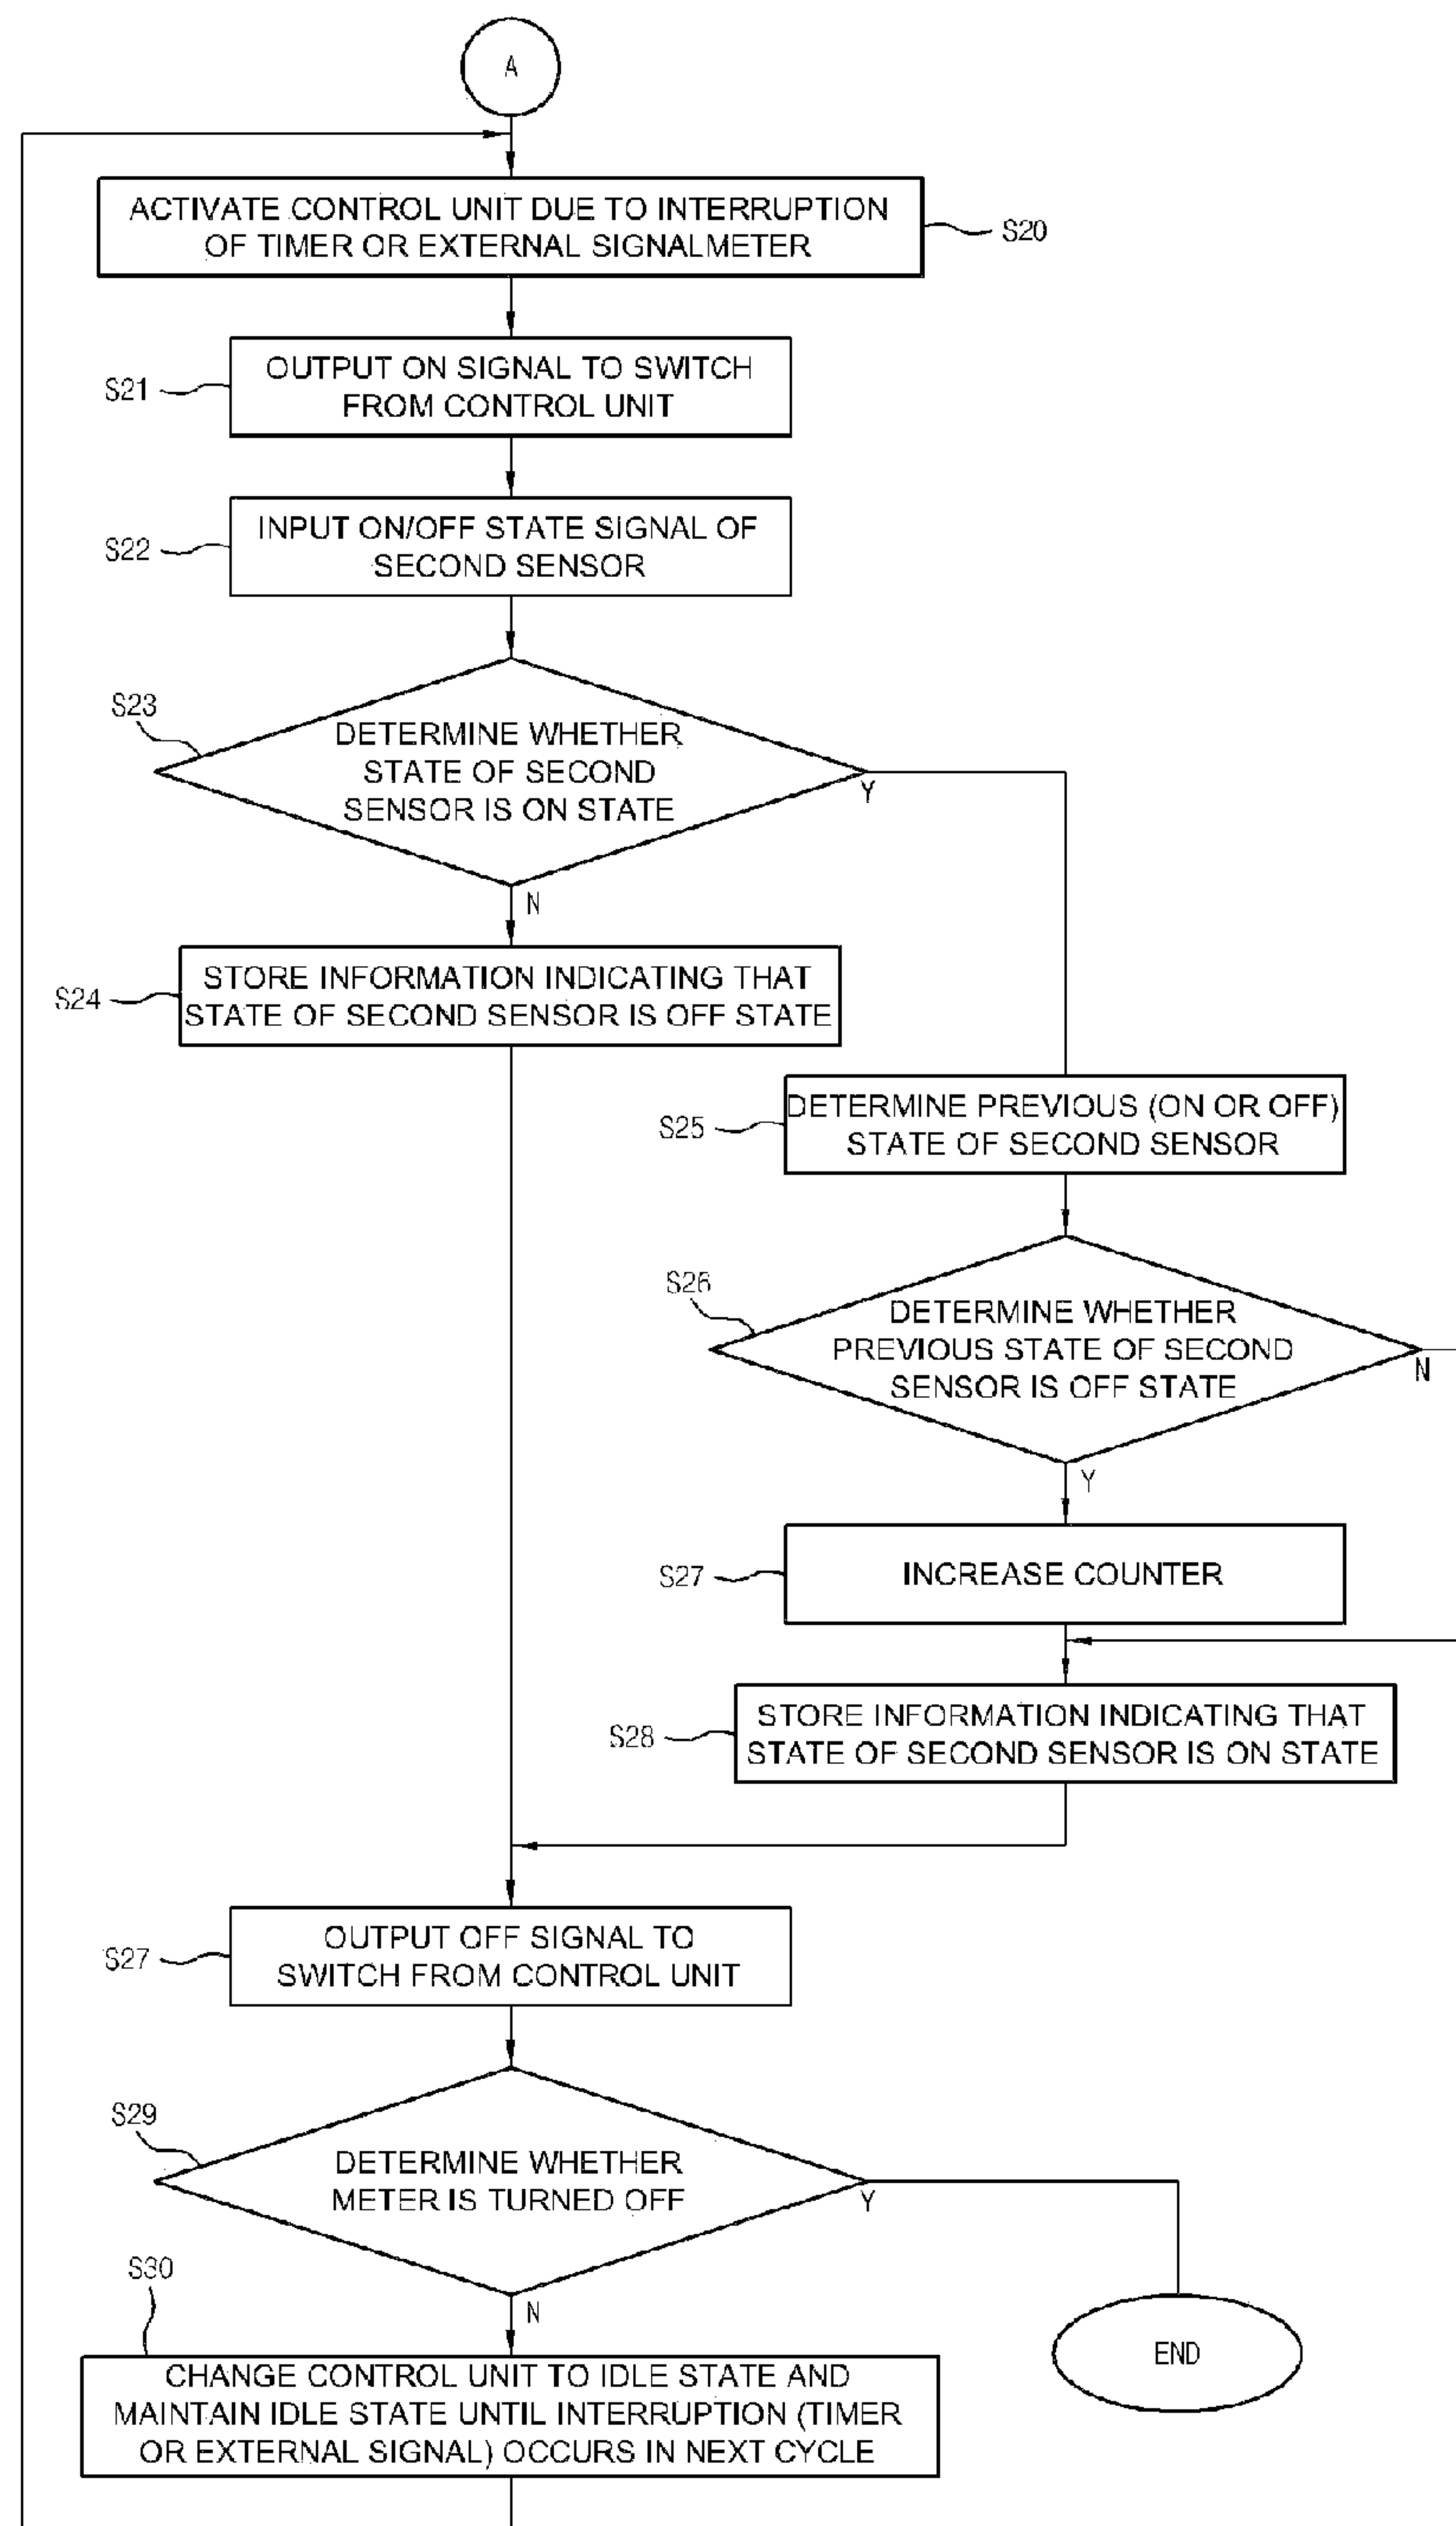 A
ACTIVATE CONTROL UNIT DUE TO INTERRUPTION
OF TIMER OR EXTERNAL SIGNALMETER
S20
OUTPUT ON SIGNAL TO SWITCH
FROM CONTROL UNIT
S21
INPUT ON/OFF STATE SIGNAL OF
SECOND SENSOR
S22
S23
DETERMINE WHETHER
STATE OF SECOND
SENSOR IS ON STATE
Y
N
STORE INFORMATION INDICATING THAT
STATE OF SECOND SENSOR IS OFF STATE
S24
DETERMINE PREVIOUS (ON OR OFF)
STATE OF SECOND SENSOR
S25
S26
DETERMINE WHETHER
PREVIOUS STATE OF SECOND
SENSOR IS OFF STATE
N
Y
S27
INCREASE COUNTER
STORE INFORMATION INDICATING THAT
STATE OF SECOND SENSOR IS ON STATE
S28
OUTPUT OFF SIGNAL TO
SWITCH FROM CONTROL UNIT
S27
S29
DETERMINE WHETHER
METER IS TURNED OFF
Y
N
S30
END
CHANGE CONTROL UNIT TO IDLE STATE AND
MAINTAIN IDLE STATE UNTIL INTERRUPTION (TIMER
OR EXTERNAL SIGNAL) OCCURS IN NEXT CYCLE